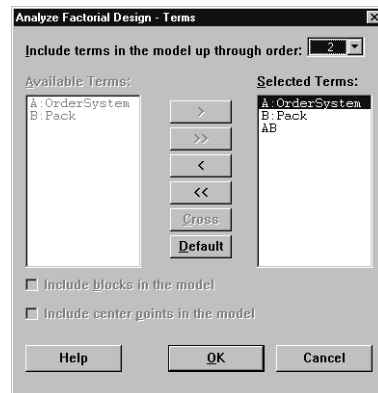 Analyze Factorial Design - Terms
Include terms in the model up through order: 2
Available Terms:
A:OrderSystem
B:Pack
>
>>
<
<<
Cross
Default
Selected Terms:
A:OrderSystem
B:Pack
AB
Include blocks in the model
Include center points in the model
Help
OK
Cancel